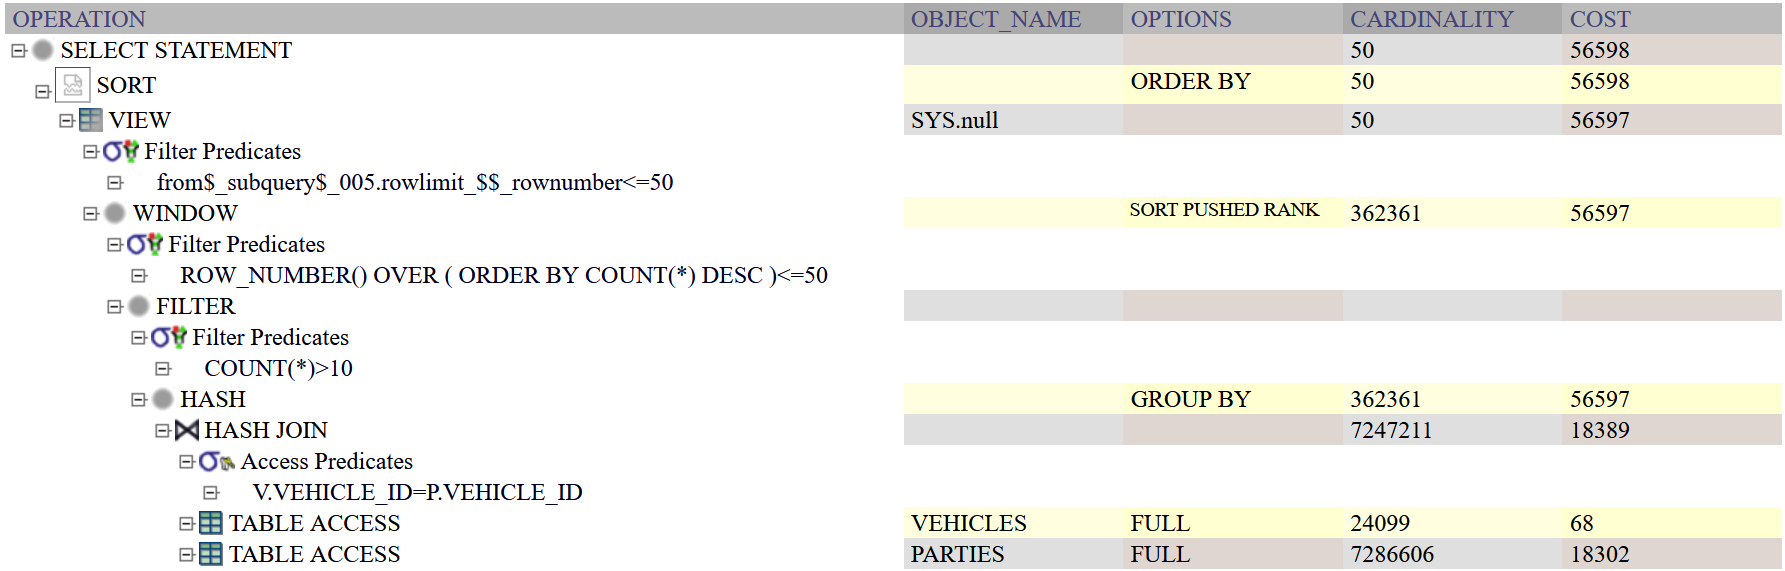 OPERATION OBJECT_NAME OPTIONS CARDINALITY COST
SELECT STATEMENT 50 56598
SORT ORDER BY 50 56598
VIEW SYS.null 50 56597
Filter Predicates
from$_subquery$_005.rowlimit_$$_rownumber<=50
WINDOW SORT PUSHED RANK 362361 56597
Filter Predicates
ROW_NUMBER() OVER ( ORDER BY COUNT(*) DESC )<=50
FILTER
Filter Predicates
COUNT(*)>10
HASH GROUP BY 362361 56597
HASH JOIN 7247211 18389
Access Predicates
V.VEHICLE_ID=P.VEHICLE_ID
TABLE ACCESS VEHICLES FULL 24099 68
TABLE ACCESS PARTIES FULL 7286606 18302